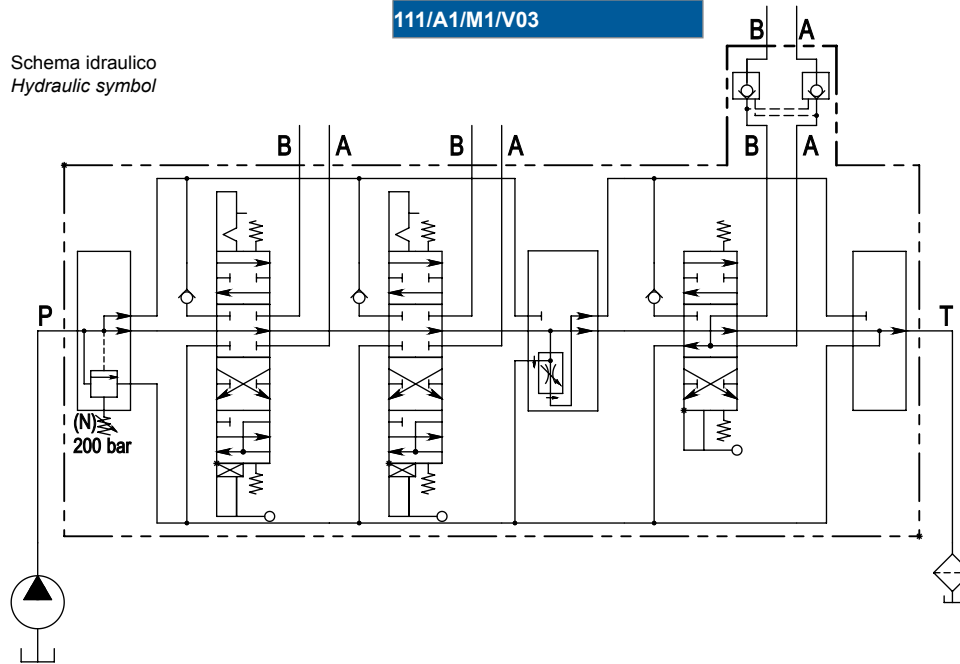 111/A1/M1/V03
Schema idraulico
Hydraulic symbol
B A
B A
B A
B A
P
T
(N)
200 bar